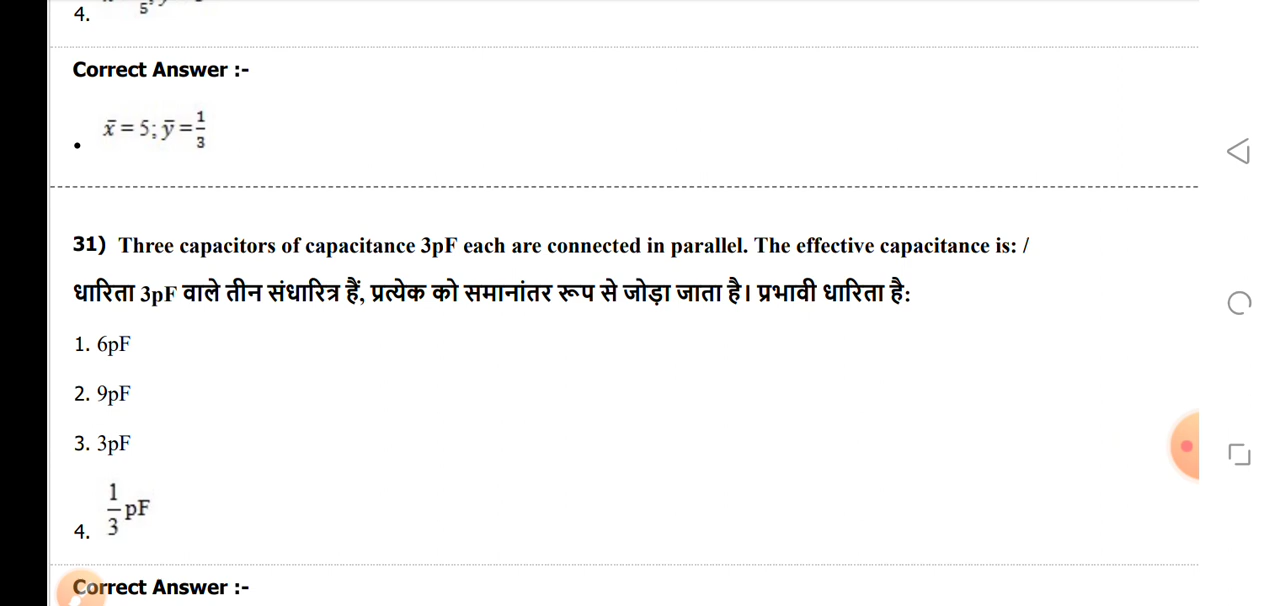 4.
Correct Answer :-
• x̄ = 5; ȳ = 1/3
31) Three capacitors of capacitance 3pF each are connected in parallel. The effective capacitance is: /
धारिता 3pF वाले तीन संधारित्र हैं, प्रत्येक को समानांतर रूप से जोड़ा जाता है। प्रभावी धारिता है:
1. 6pF
2. 9pF
3. 3pF
4. 1/3 pF
Correct Answer :-